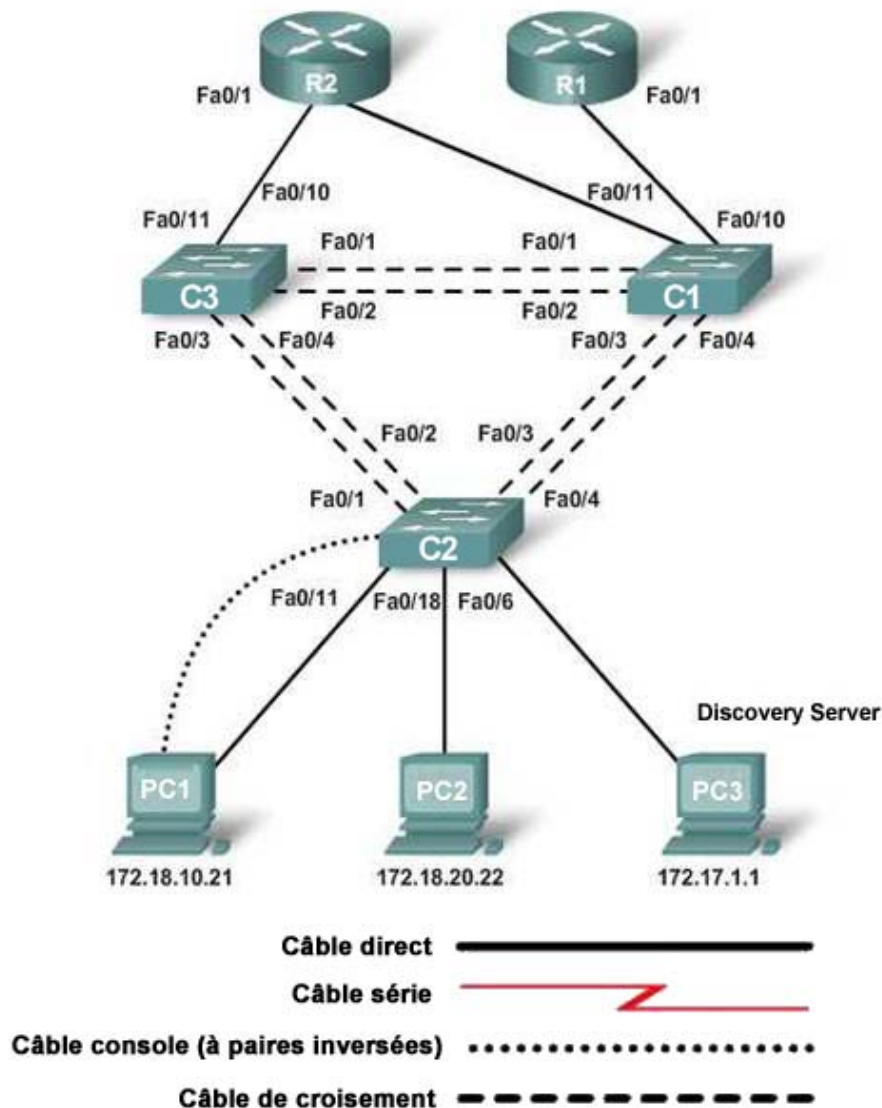 R2
R1
Fa0/1
Fa0/1
Fa0/10
Fa0/11
Fa0/11
Fa0/10
Fa0/1
Fa0/1
C3
C1
Fa0/2
Fa0/2
Fa0/3
Fa0/4
Fa0/3
Fa0/4
Fa0/2
Fa0/3
Fa0/1
Fa0/4
C2
Fa0/11
Fa0/18
Fa0/6
Discovery Server
PC1
PC2
PC3
172.18.10.21
172.18.20.22
172.17.1.1
Câble direct
Câble série
Câble console (à paires inversées)
Câble de croisement